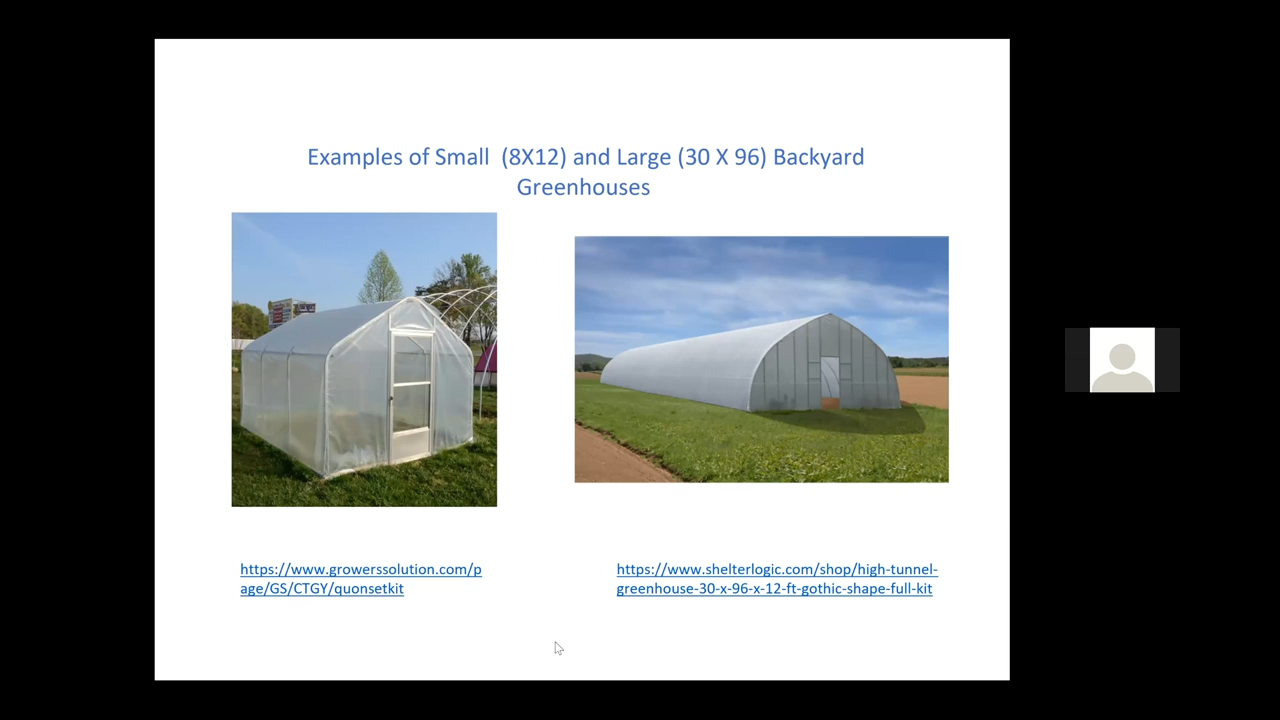 Examples of Small  (8X12) and Large (30 X 96) Backyard
Greenhouses
https://www.growerssolution.com/p
age/GS/CTGY/quonsetkit
https://www.shelterlogic.com/shop/high-tunnel-
greenhouse-30-x-96-x-12-ft-gothic-shape-full-kit